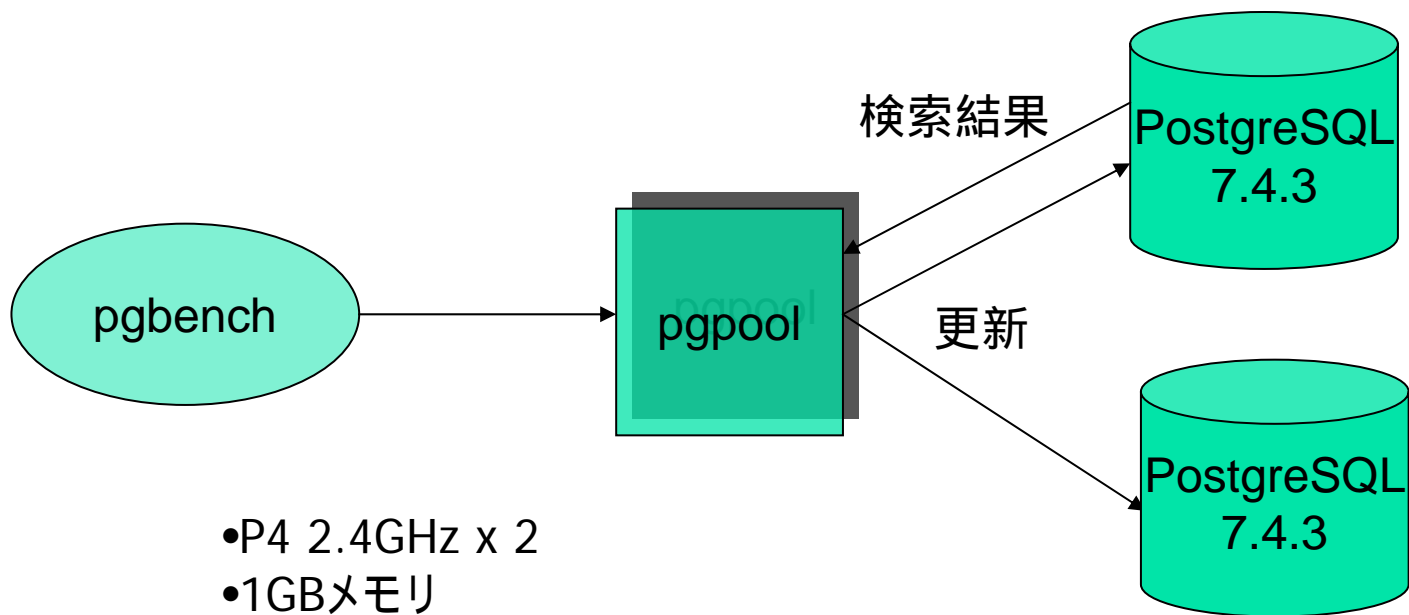 検索結果
PostgreSQL
7.4.3
pgbench
pgpool
pgpool
更新
PostgreSQL
7.4.3
•P4 2.4GHz x 2
•1GBメモリ